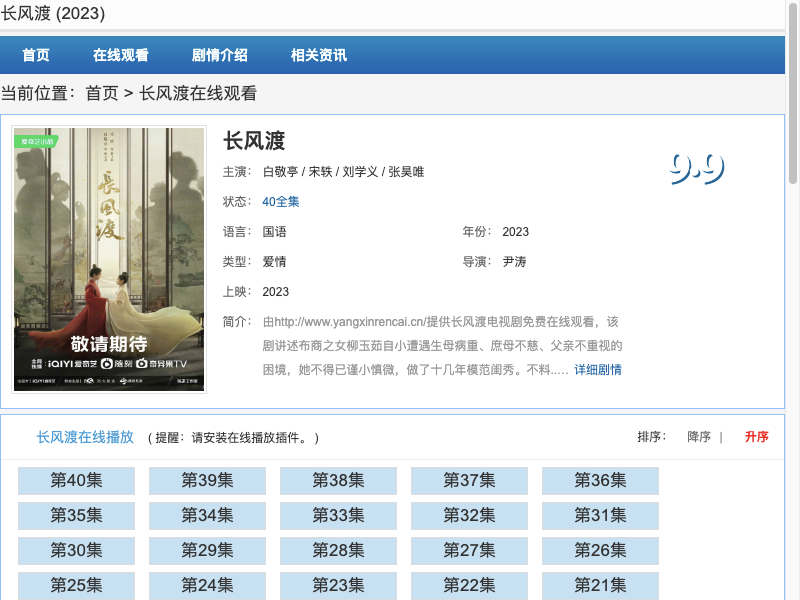 长风渡 (2023)
首页 在线观看 剧情介绍 相关资讯
当前位置：首页 > 长风渡在线观看
长風渡
敬请期待
iQIYI爱奇艺 随刻 奇异果TV
长风渡
9.9
主演： 白敬亭 / 宋轶 / 刘学义 / 张昊唯
状态： 40全集
语言： 国语 年份： 2023
类型： 爱情 导演： 尹涛
上映： 2023
简介： 由http://www.yangxinrencai.cn/提供长风渡电视剧免费在线观看，该
剧讲述布商之女柳玉茹自小遭遇生母病重、庶母不慈、父亲不重视的
困境，她不得已谨小慎微，做了十几年模范闺秀。不料..... 详细剧情
长风渡在线播放 ( 提醒：请安装在线播放插件。 ) 排序： 降序 | 升序
第40集 第39集 第38集 第37集 第36集
第35集 第34集 第33集 第32集 第31集
第30集 第29集 第28集 第27集 第26集
第25集 第24集 第23集 第22集 第21集